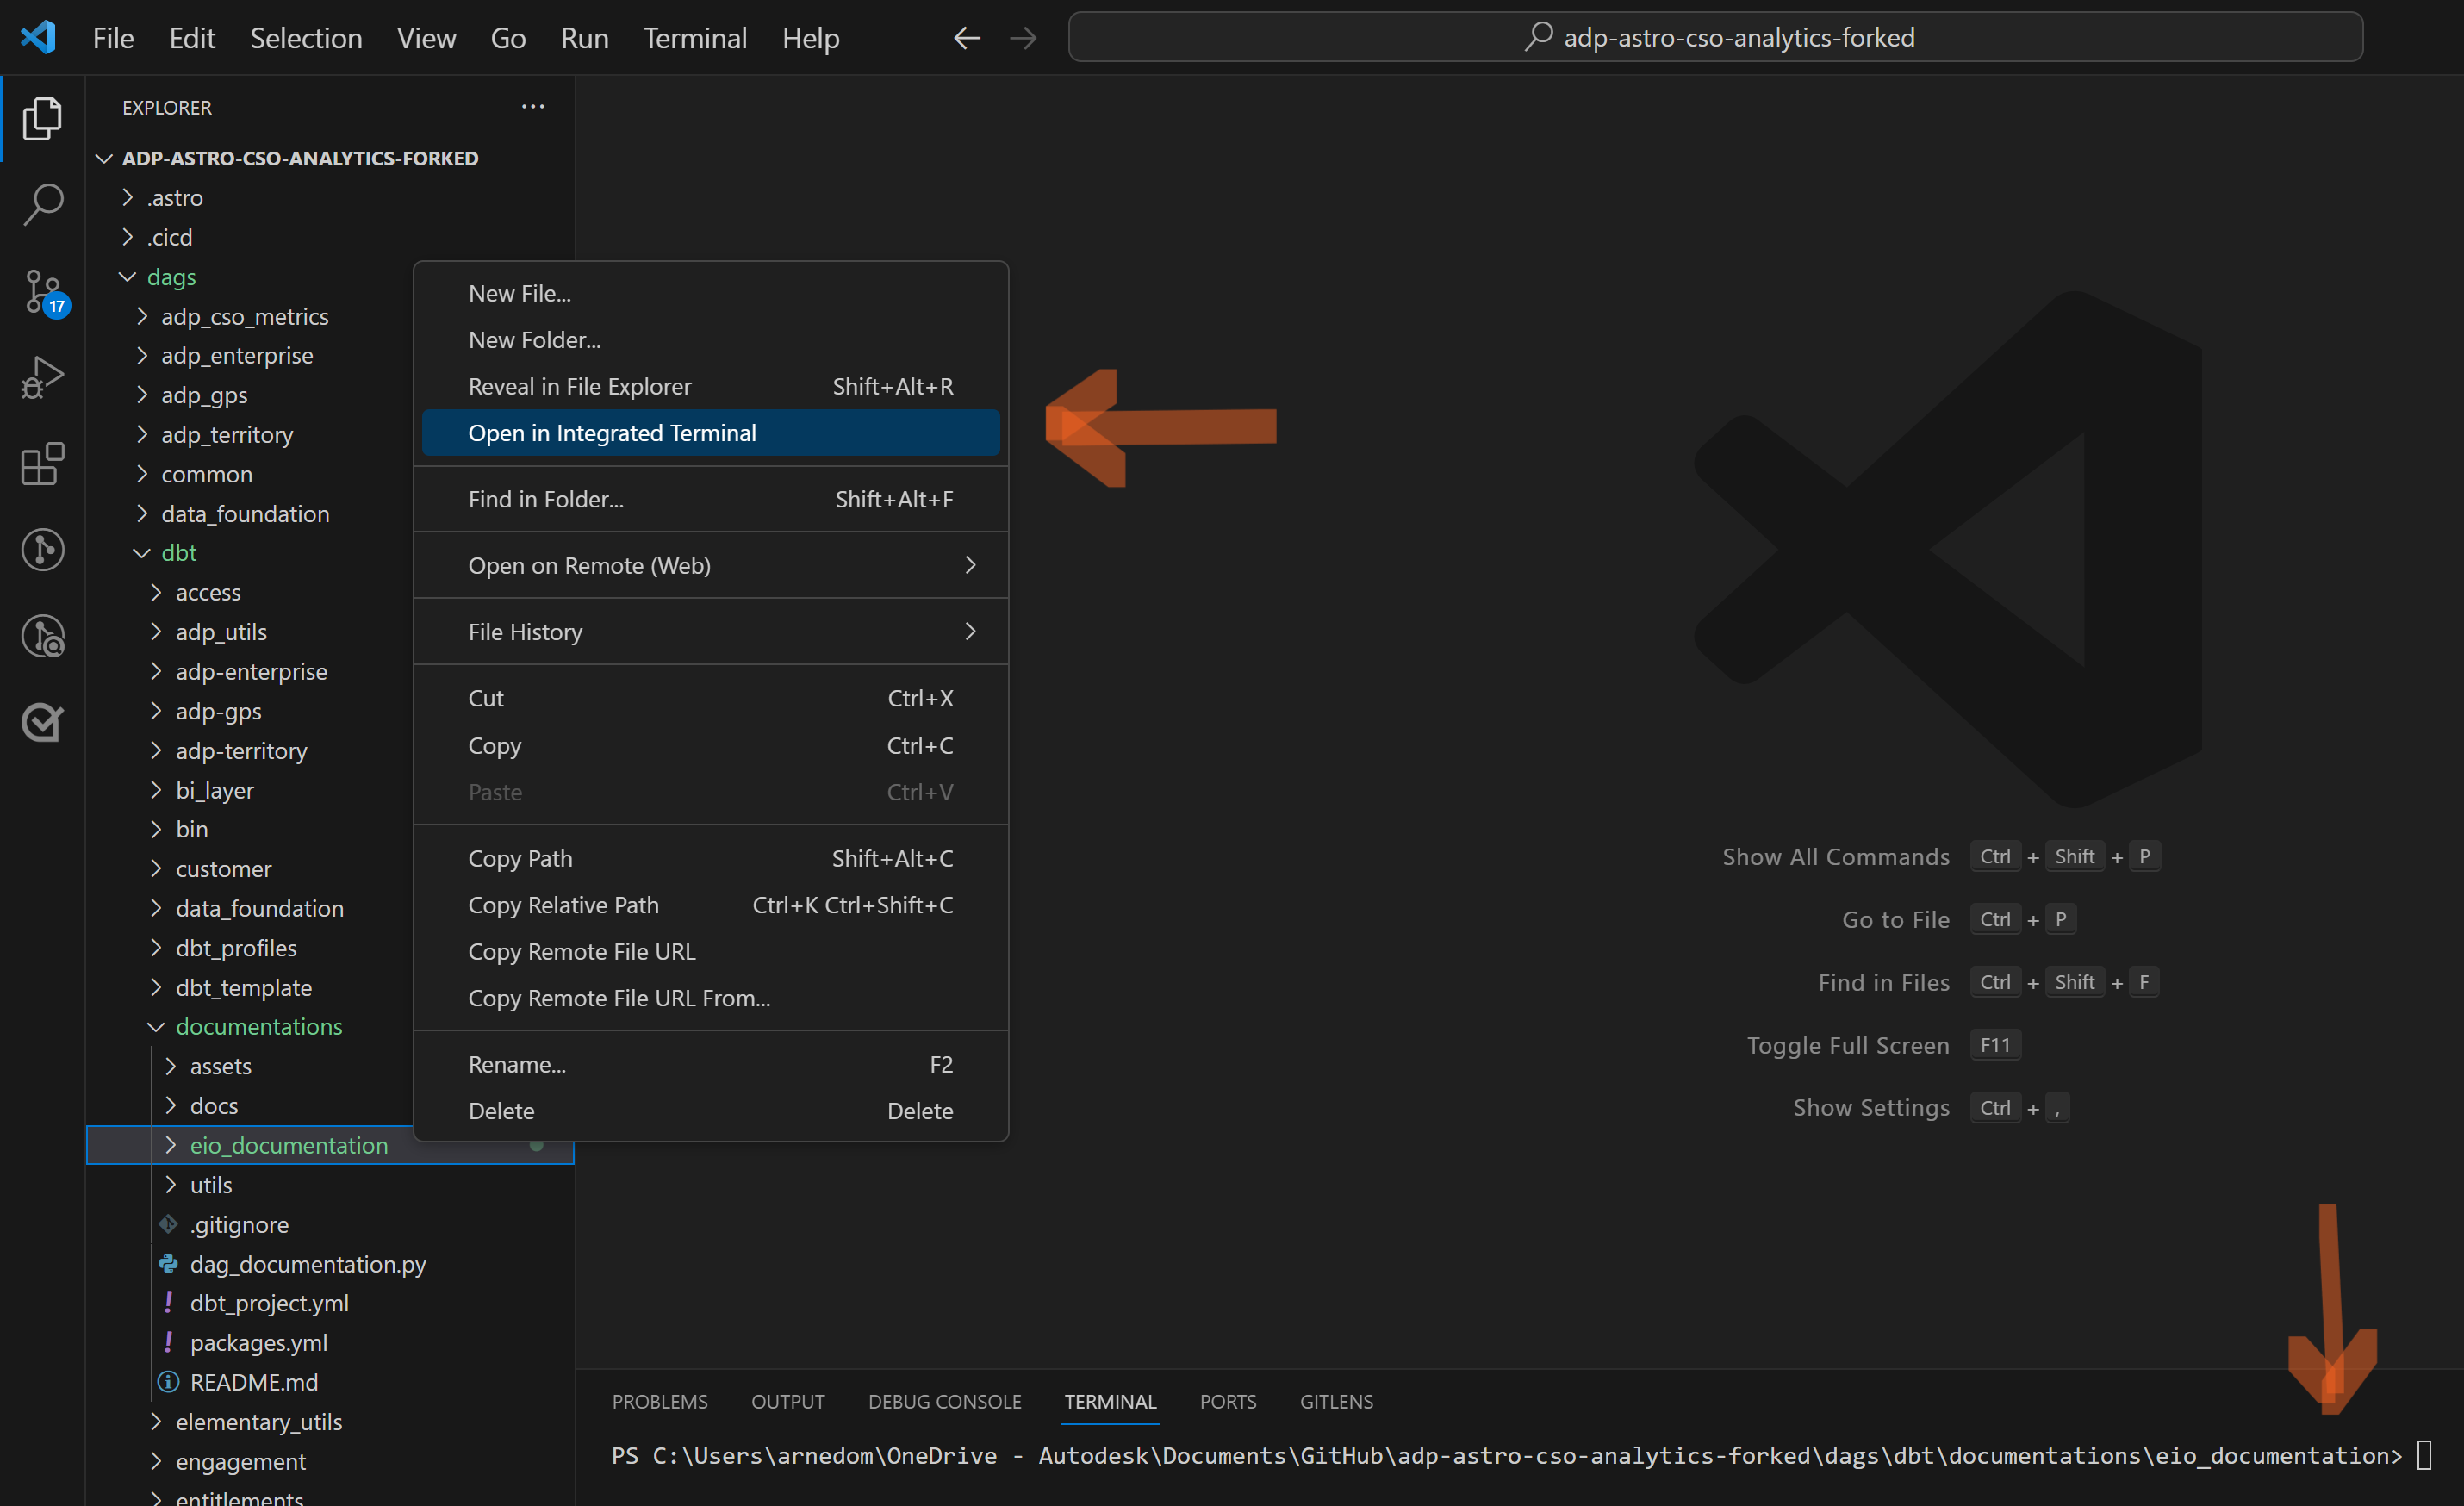 File Edit Selection View Go Run Terminal Help
adp-astro-cso-analytics-forked
EXPLORER
ADP-ASTRO-CSO-ANALYTICS-FORKED
.astro
.cicd
dags
adp_cso_metrics
adp_enterprise
adp_gps
adp_territory
common
data_foundation
dbt
access
adp_utils
adp-enterprise
adp-gps
adp-territory
bi_layer
bin
customer
data_foundation
dbt_profiles
dbt_template
documentations
assets
docs
eio_documentation
utils
.gitignore
dag_documentation.py
dbt_project.yml
packages.yml
README.md
elementary_utils
engagement
entitlements
17
New File...
New Folder...
Reveal in File Explorer Shift+Alt+R
Open in Integrated Terminal
Find in Folder... Shift+Alt+F
Open on Remote (Web)
File History
Cut Ctrl+X
Copy Ctrl+C
Paste Ctrl+V
Copy Path Shift+Alt+C
Copy Relative Path Ctrl+K Ctrl+Shift+C
Copy Remote File URL
Copy Remote File URL From...
Rename... F2
Delete Delete
Show All Commands Ctrl + Shift + P
Go to File Ctrl + P
Find in Files Ctrl + Shift + F
Toggle Full Screen F11
Show Settings Ctrl + ,
PROBLEMS OUTPUT DEBUG CONSOLE TERMINAL PORTS GITLENS
PS C:\Users\arnedom\OneDrive - Autodesk\Documents\GitHub\adp-astro-cso-analytics-forked\dags\dbt\documentations\eio_documentation>